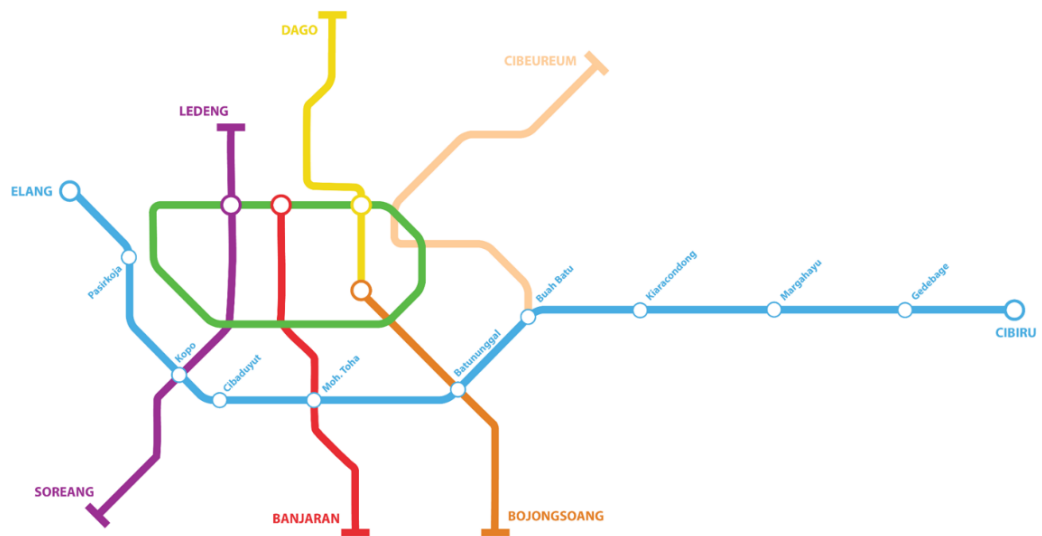 DAGO
CIBEUREUM
LEDENG
ELANG
Pasirkoja
Kopo
Cibaduyut
Moh. Toha
Batununggal
Buah Batu
Kiaracondong
Margahayu
Gedebage
CIBIRU
SOREANG
BANJARAN
BOJONGSOANG